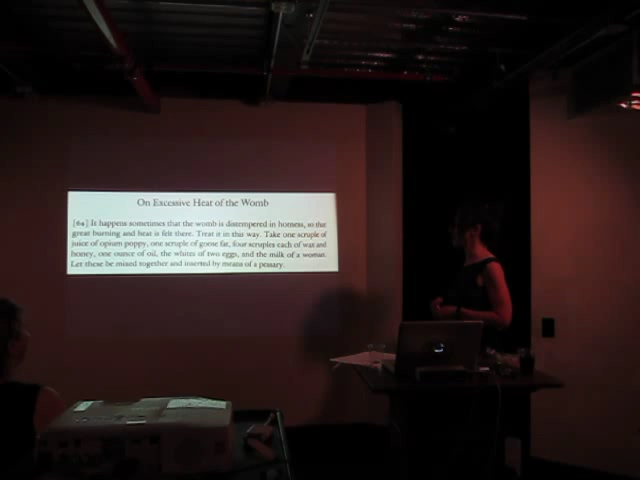 On Excessive Heat of the Womb
[64] It happens sometimes that the womb is distempered in hotness, so that
great burning and heat is felt there. Treat it in this way. Take one scruple of
juice of opium poppy, one scruple of goose fat, four scruples each of wax and
honey, one ounce of oil, the whites of two eggs, and the milk of a woman.
Let these be mixed together and inserted by means of a pessary.